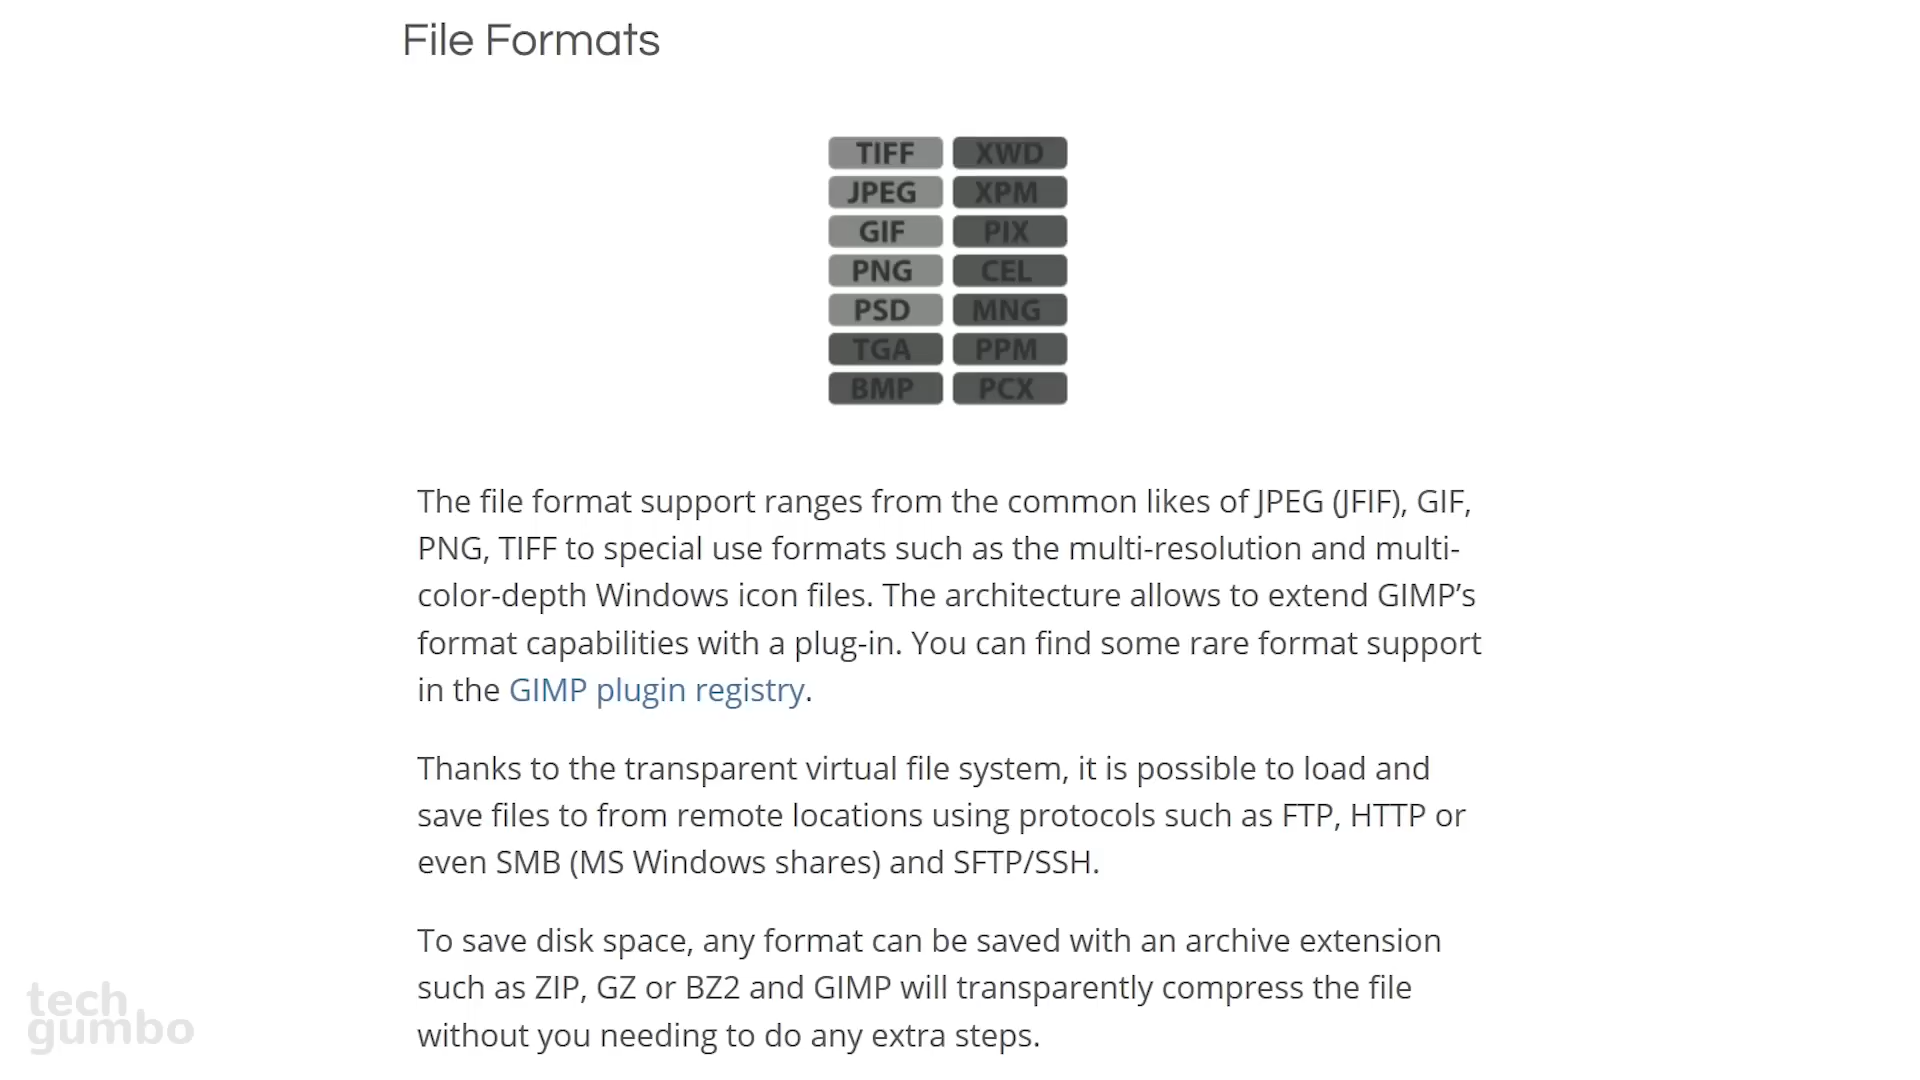 File Formats
TIFF XWD
JPEG XPM
GIF PIX
PNG CEL
PSD MNG
TGA PPM
BMP PCX
The file format support ranges from the common likes of JPEG (JFIF), GIF,
PNG, TIFF to special use formats such as the multi-resolution and multi-
color-depth Windows icon files. The architecture allows to extend GIMP’s
format capabilities with a plug-in. You can find some rare format support
in the GIMP plugin registry.
Thanks to the transparent virtual file system, it is possible to load and
save files to from remote locations using protocols such as FTP, HTTP or
even SMB (MS Windows shares) and SFTP/SSH.
To save disk space, any format can be saved with an archive extension
such as ZIP, GZ or BZ2 and GIMP will transparently compress the file
without you needing to do any extra steps.
tech
gumbo